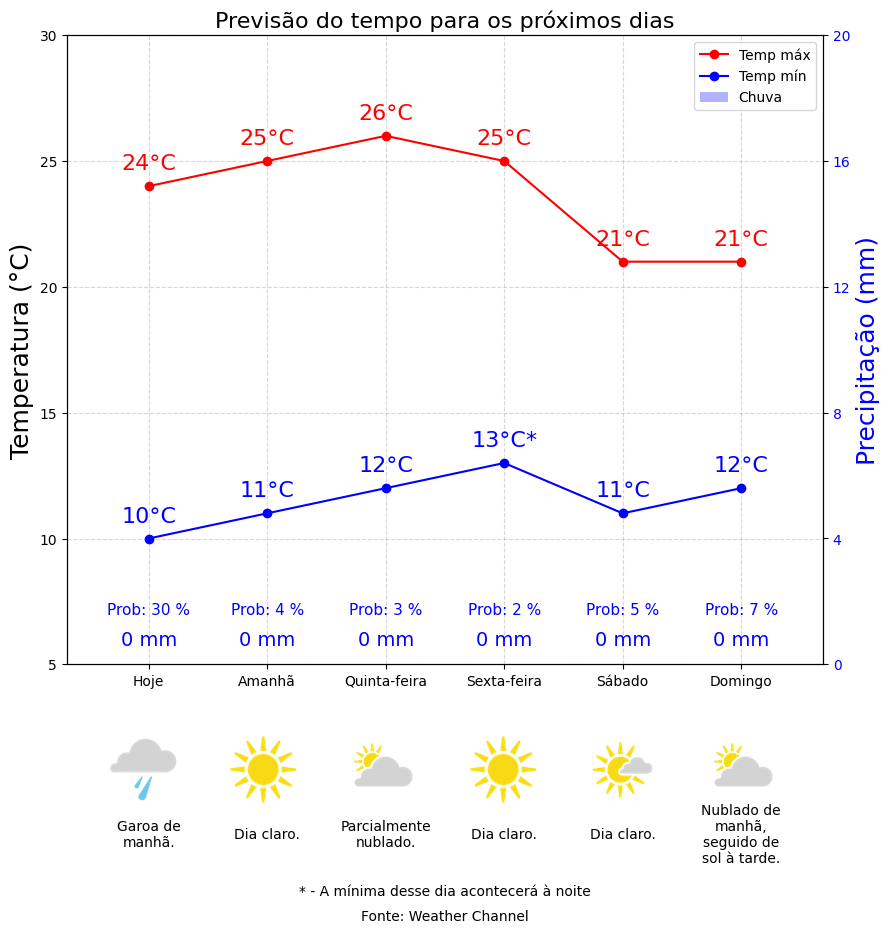 Previsão do tempo para os próximos dias
Temp máx
Temp mín
Chuva
Temperatura (°C)
Precipitação (mm)
30
25
20
15
10
5
20
16
12
8
4
0
24°C
25°C
26°C
25°C
21°C
21°C
10°C
11°C
12°C
13°C*
11°C
12°C
Prob: 30 %
Prob: 4 %
Prob: 3 %
Prob: 2 %
Prob: 5 %
Prob: 7 %
0 mm
0 mm
0 mm
0 mm
0 mm
0 mm
Hoje
Amanhã
Quinta-feira
Sexta-feira
Sábado
Domingo
Garoa de
manhã.
Dia claro.
Parcialmente
nublado.
Dia claro.
Dia claro.
Nublado de
manhã,
seguido de
sol à tarde.
* - A mínima desse dia acontecerá à noite
Fonte: Weather Channel